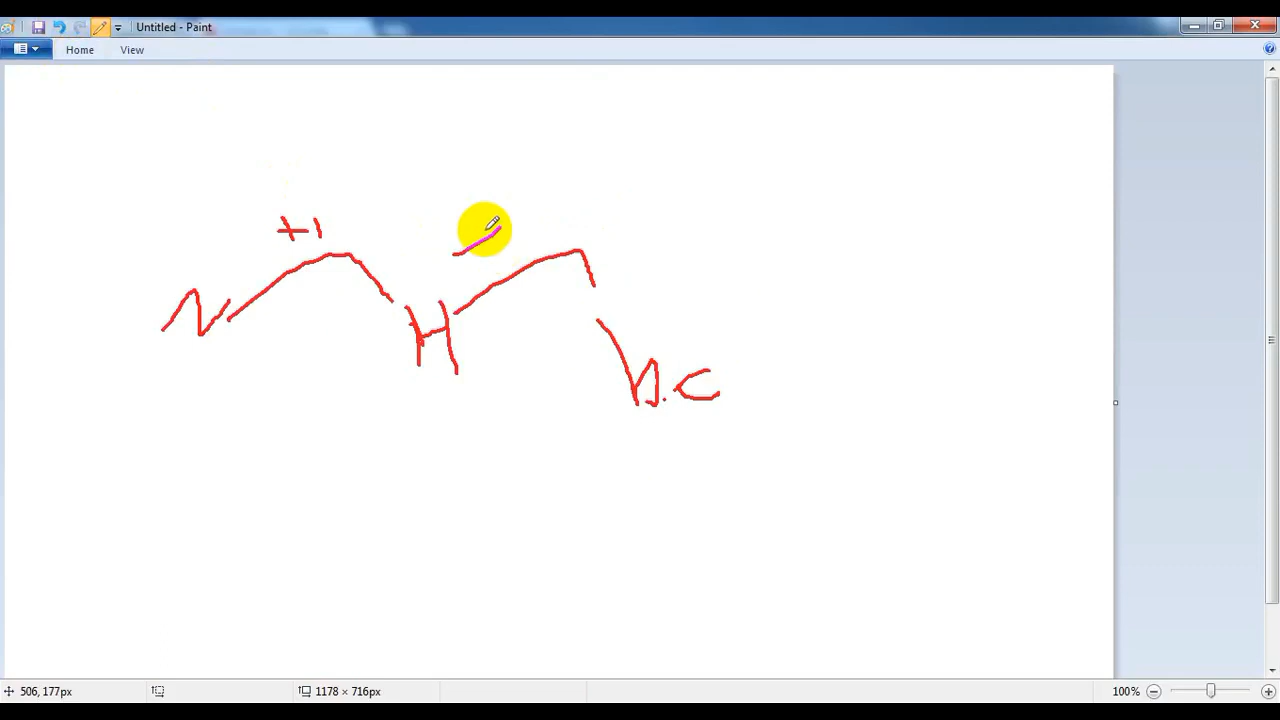 Untitled - Paint
Home View
+1
N H
n.c
506, 177px 1178 × 716px 100%